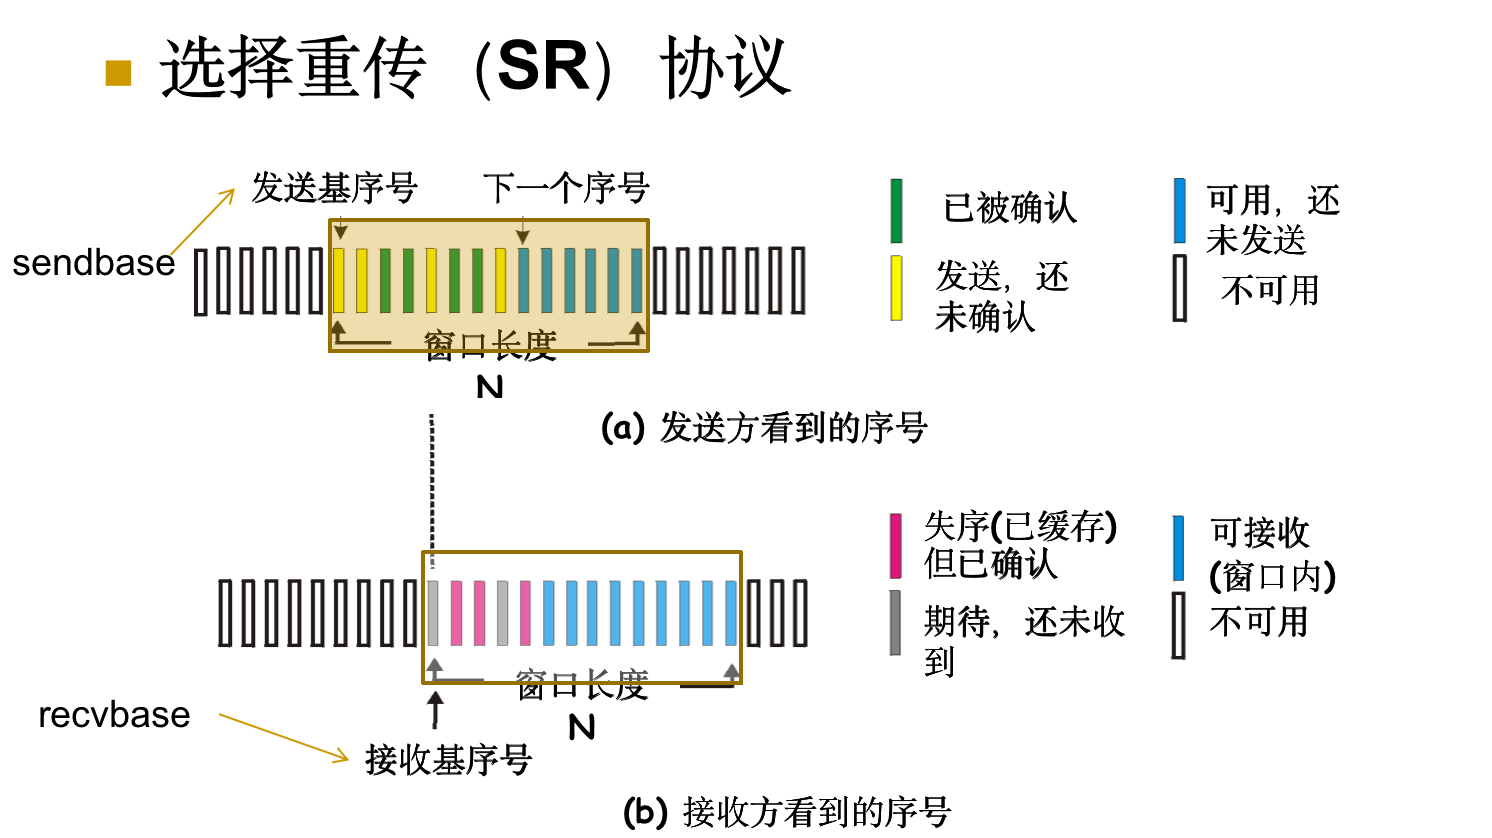 选择重传（SR）协议
发送基序号
下一个序号
sendbase
窗口长度
N
已被确认
发送，还
未确认
可用，还
未发送
不可用
(a) 发送方看到的序号
失序(已缓存)
但已确认
期待，还未收
到
可接收
(窗口内)
不可用
窗口长度
N
recvbase
接收基序号
(b) 接收方看到的序号